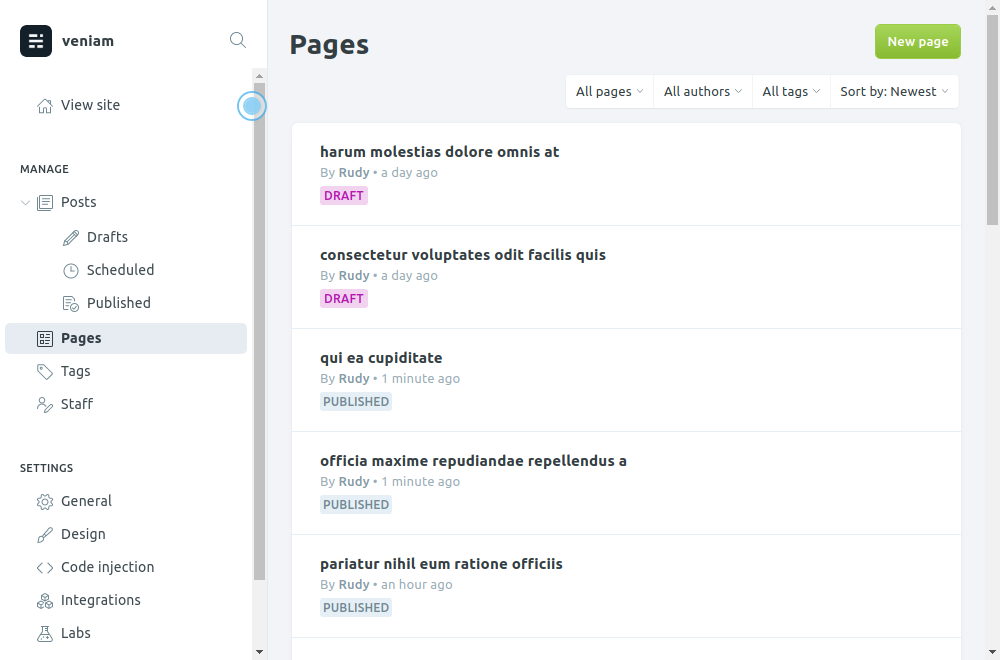 veniam
View site
MANAGE
Posts
Drafts
Scheduled
Published
Pages
Tags
Staff
SETTINGS
General
Design
Code injection
Integrations
Labs
Pages
New page
All pages
All authors
All tags
Sort by: Newest
harum molestias dolore omnis at
By Rudy • a day ago
DRAFT
consectetur voluptates odit facilis quis
By Rudy • a day ago
DRAFT
qui ea cupiditate
By Rudy • 1 minute ago
PUBLISHED
officia maxime repudiandae repellendus a
By Rudy • 1 minute ago
PUBLISHED
pariatur nihil eum ratione officiis
By Rudy • an hour ago
PUBLISHED